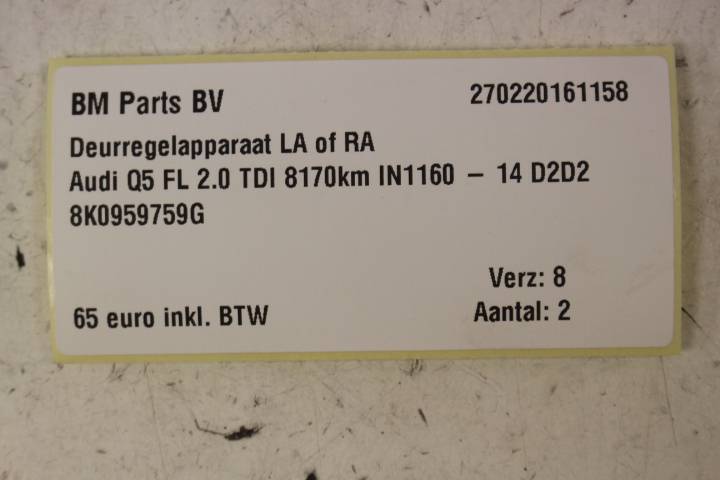 BM Parts BV 270220161158
Deurregelapparaat LA of RA
Audi Q5 FL 2.0 TDI 8170km IN1160 – 14 D2D2
8K0959759G
Verz: 8
65 euro inkl. BTW Aantal: 2